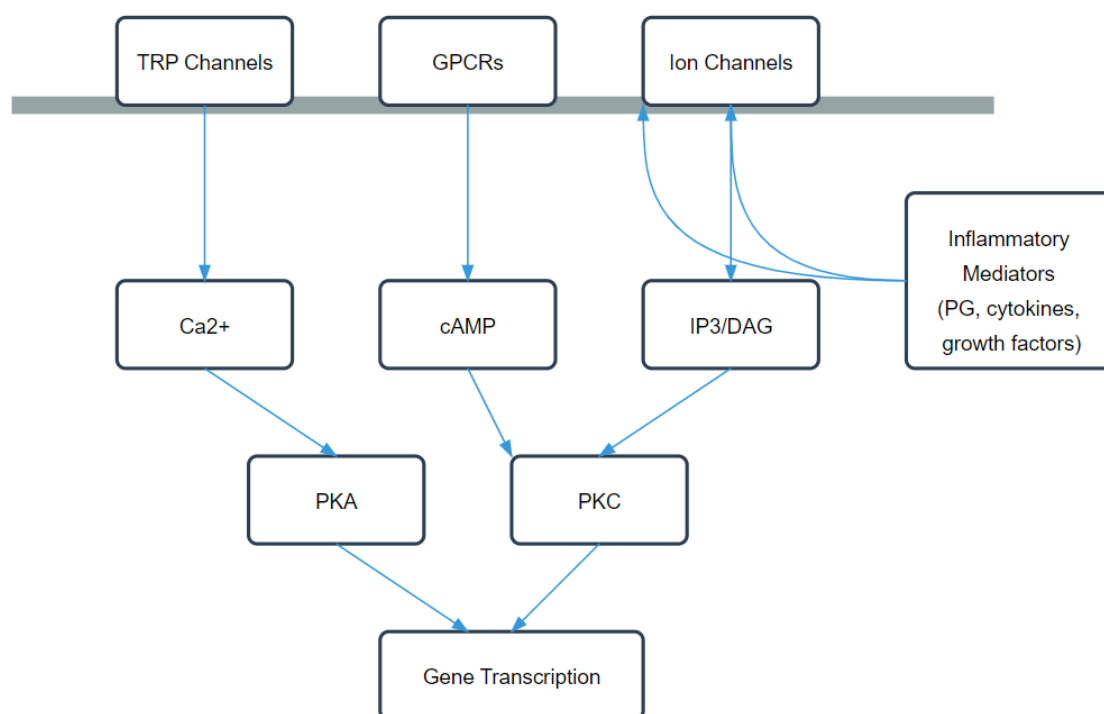 TRP Channels
GPCRs
Ion Channels
Inflammatory
Mediators
(PG, cytokines,
growth factors)
Ca2+
cAMP
IP3/DAG
PKA
PKC
Gene Transcription